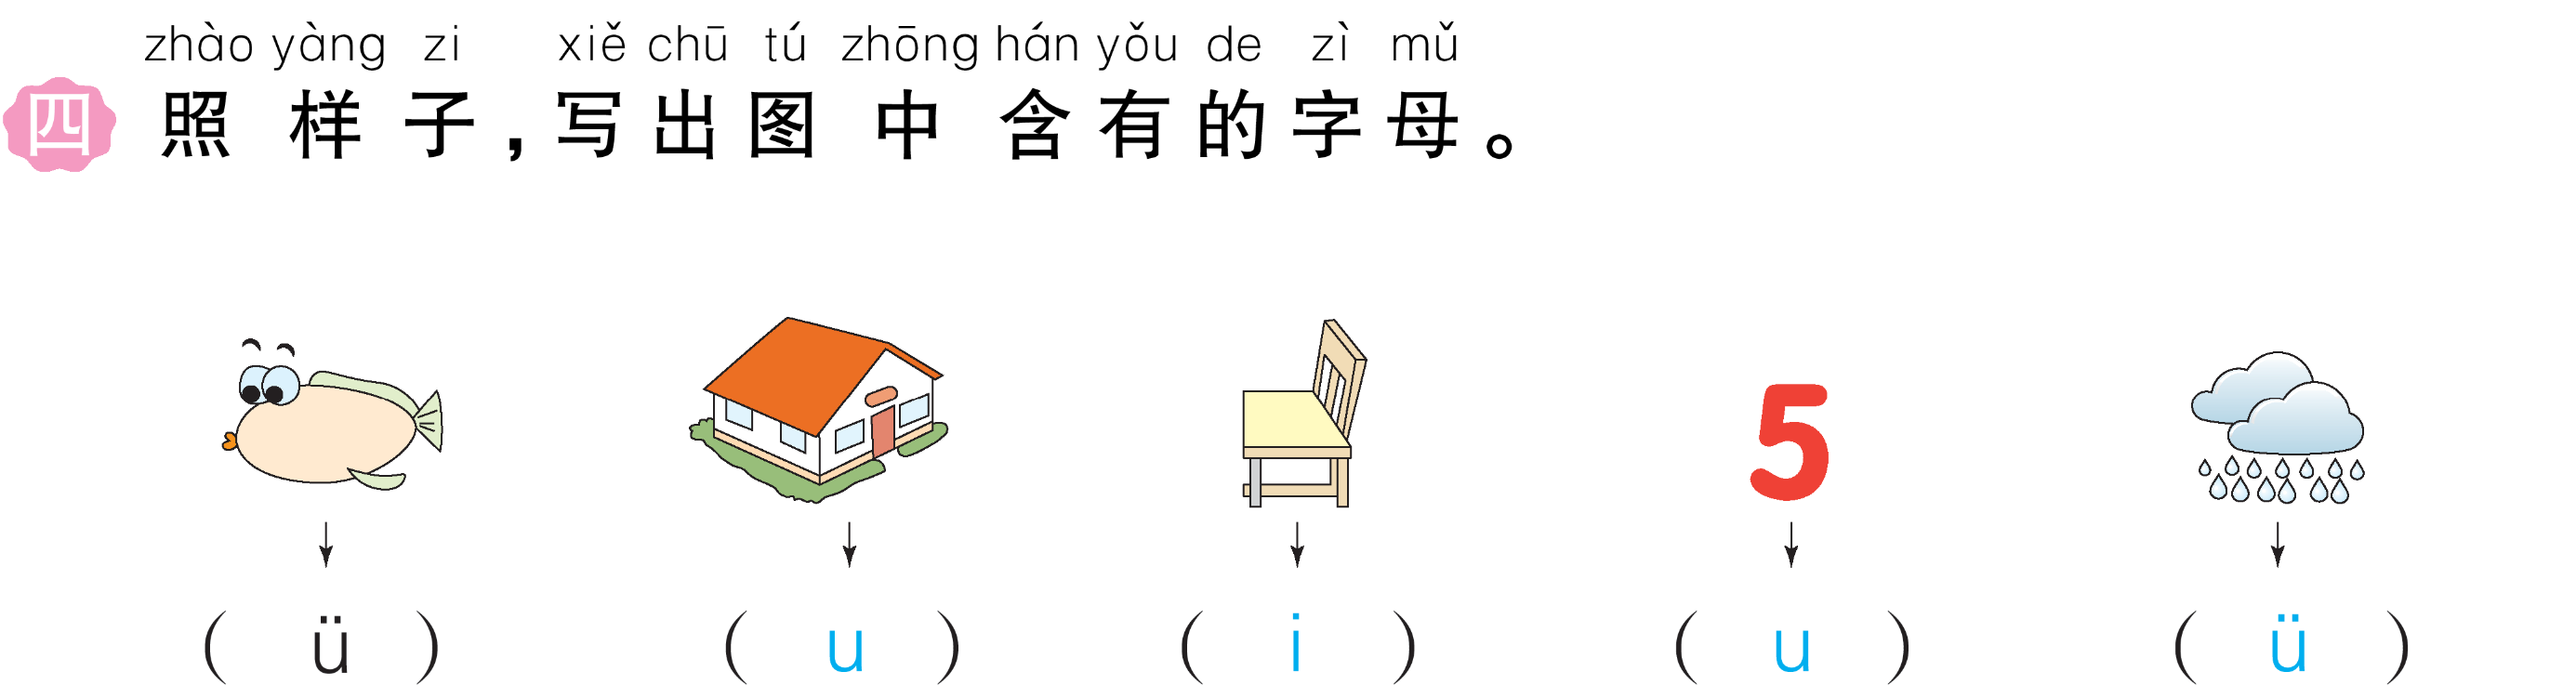 zhào yàng zi xiě chū tú zhōng hán yǒu de zì mǔ
四 照样子,写出图中含有的字母。
5
( ü ) ( u ) ( i ) ( u ) ( ü )